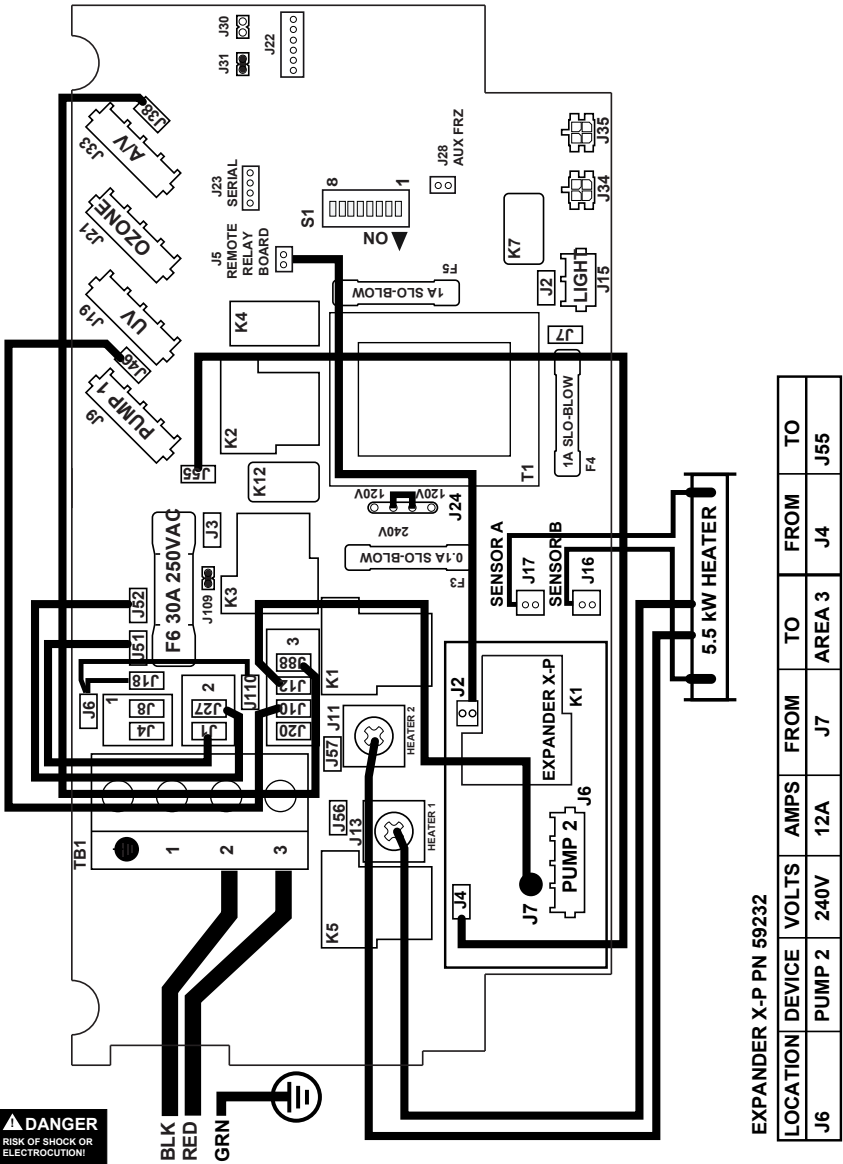 J30
J31
J22
J38
J33
A/V
J21
OZONE
J19
UV
J46
J9
PUMP 1
J23
SERIAL
J5
REMOTE
RELAY
BOARD
S1
8
1
ON
J28
AUX FRZ
J35
J34
K7
J2
LIGHT
J15
J7
F5
1A SLO-BLOW
K4
K2
J55
K12
T1
1A SLO-BLOW
F4
120V
120V
240V
J24
0.1A SLO-BLOW
F3
F6 30A 250VAC
J3
J109
K3
J52
J51
J18
J6
J110
1
J8
J4
2
J27
J1
3
J88
J12
J10
J20
K1
J11
HEATER 2
J57
J56
J13
HEATER 1
K5
TB1
1
2
3
SENSOR A
J17
SENSOR B
J16
5.5 kW HEATER
J2
EXPANDER X-P
K1
J6
PUMP 2
J7
J4
BLK
RED
GRN
DANGER
RISK OF SHOCK OR
ELECTROCUTION!
EXPANDER X-P PN 59232
LOCATION DEVICE VOLTS AMPS FROM TO FROM TO
J6 PUMP 2 240V 12A J7 AREA 3 J4 J55